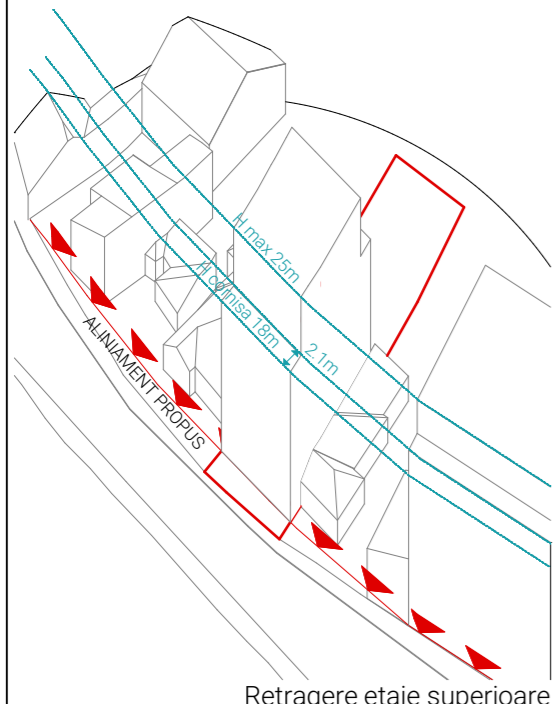 H max 25m
H cornisa 18m
2.1m
ALINIAMENT PROPUS
Retragere etaje superioare